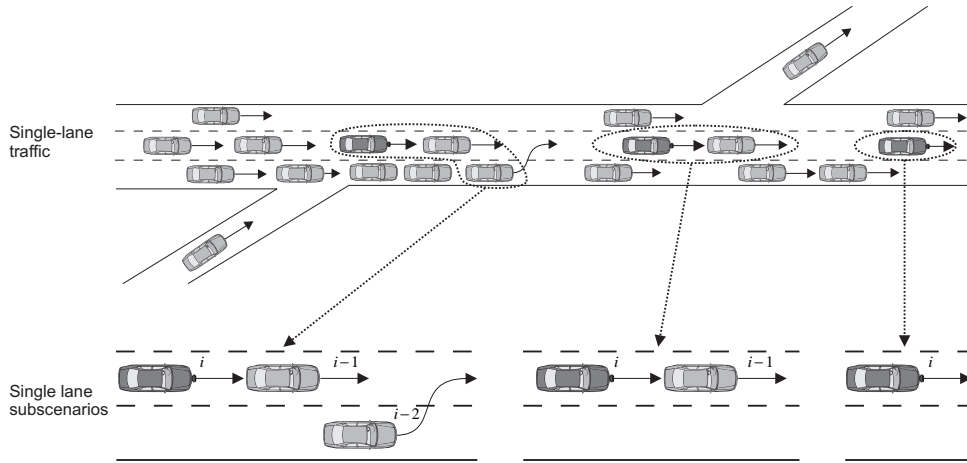 Single-lane
traffic
i
i−1
i
i−1
i
Single lane
subscenarios
i−2